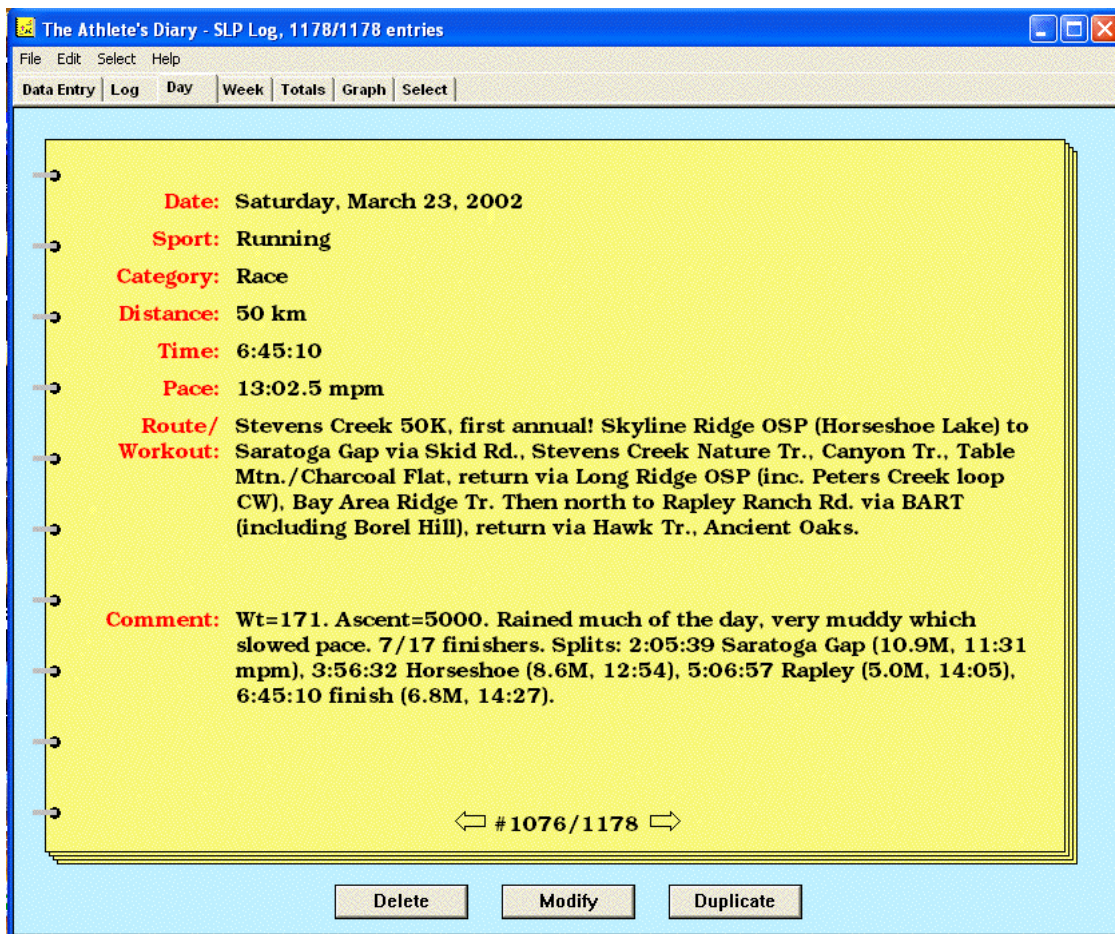 The Athlete's Diary - SLP Log, 1178/1178 entries
File Edit Select Help
Data Entry Log Day Week Totals Graph Select
Date: Saturday, March 23, 2002
Sport: Running
Category: Race
Distance: 50 km
Time: 6:45:10
Pace: 13:02.5 mpm
Route/ Stevens Creek 50K, first annual! Skyline Ridge OSP (Horseshoe Lake) to
Workout: Saratoga Gap via Skid Rd., Stevens Creek Nature Tr., Canyon Tr., Table
Mtn./Charcoal Flat, return via Long Ridge OSP (inc. Peters Creek loop
CW), Bay Area Ridge Tr. Then north to Rapley Ranch Rd. via BART
(including Borel Hill), return via Hawk Tr., Ancient Oaks.
Comment: Wt=171. Ascent=5000. Rained much of the day, very muddy which
slowed pace. 7/17 finishers. Splits: 2:05:39 Saratoga Gap (10.9M, 11:31
mpm), 3:56:32 Horseshoe (8.6M, 12:54), 5:06:57 Rapley (5.0M, 14:05),
6:45:10 finish (6.8M, 14:27).
#1076/1178
Delete Modify Duplicate